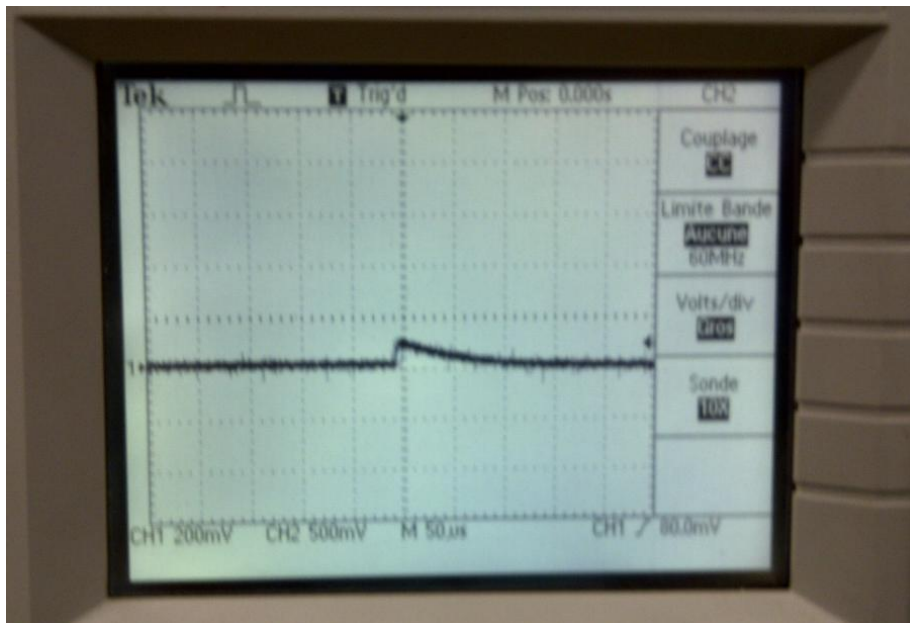 Tek T Trig'd M Pos: 0.000s CH2
Couplage
CC
Limite Bande
Aucune
60MHz
Volts/div
Gros
Sonde
10X
1
CH1 200mV CH2 500mV M 50µs CH1 / 80.0mV